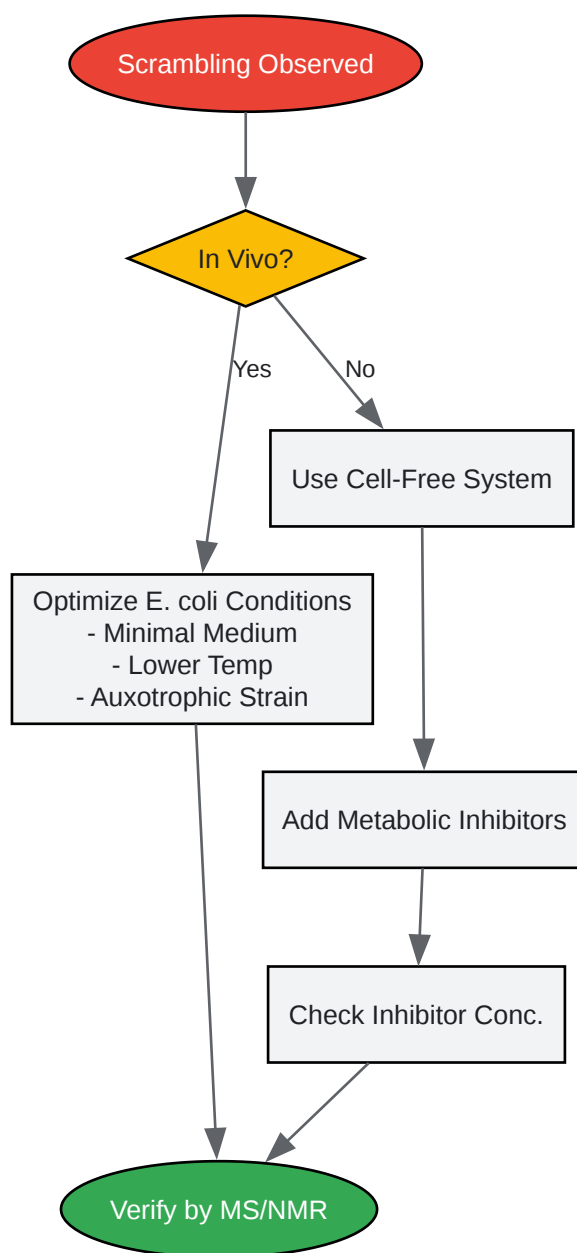 Scrambling Observed
In Vivo?
Yes
No
Use Cell-Free System
Optimize E. coli Conditions
- Minimal Medium
- Lower Temp
- Auxotrophic Strain
Add Metabolic Inhibitors
Check Inhibitor Conc.
Verify by MS/NMR